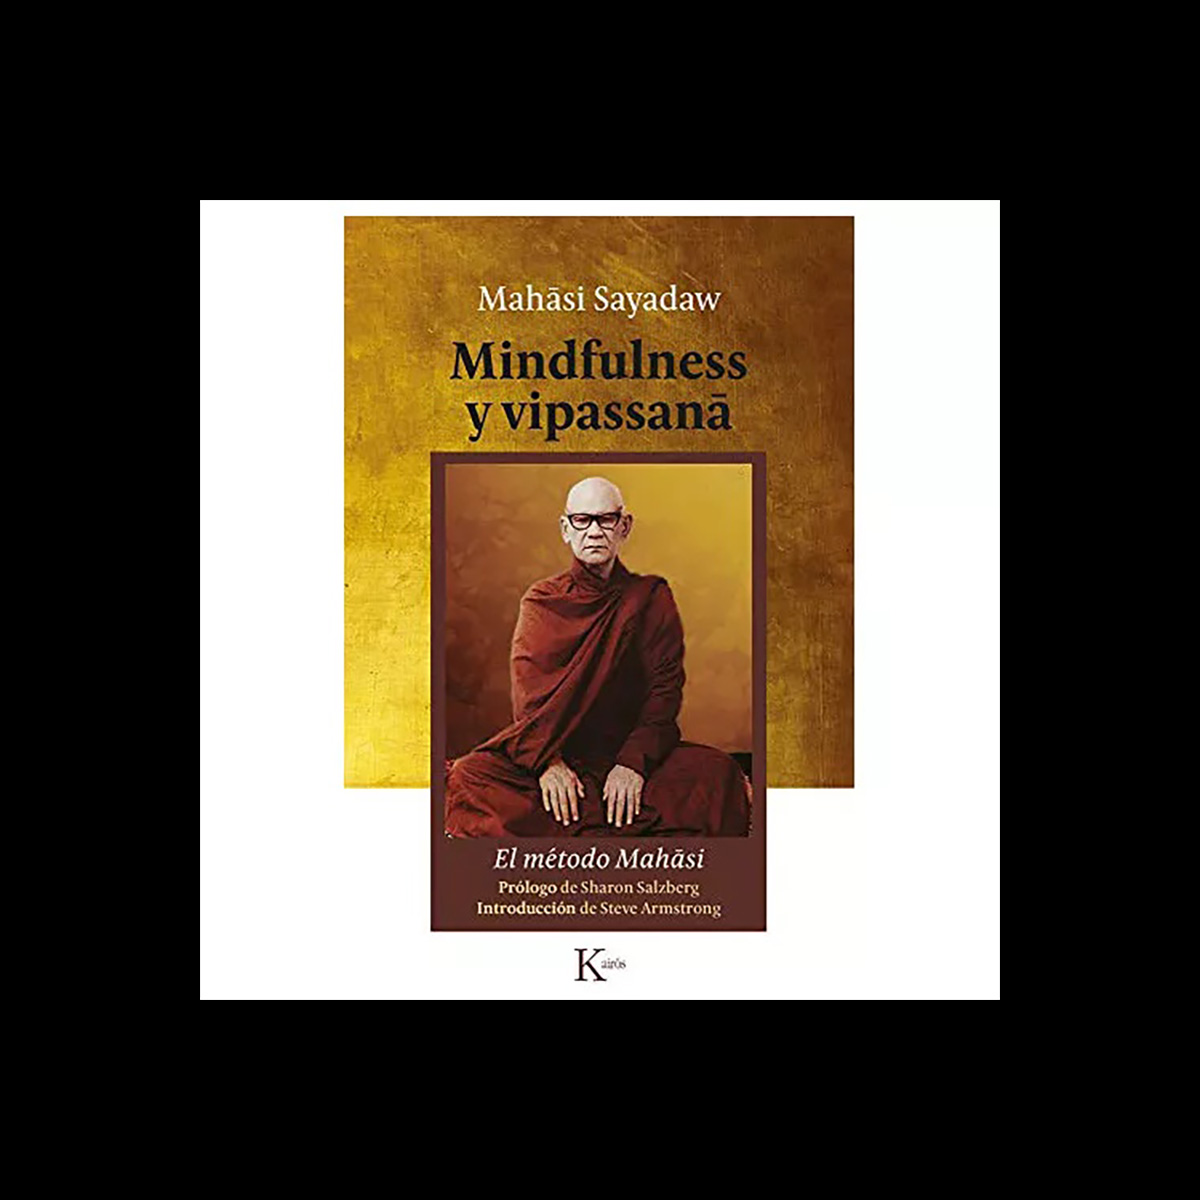 Mahāsi Sayadaw
Mindfulness
y vipassanā
El método Mahāsi
Prólogo de Sharon Salzberg
Introducción de Steve Armstrong
Kairós